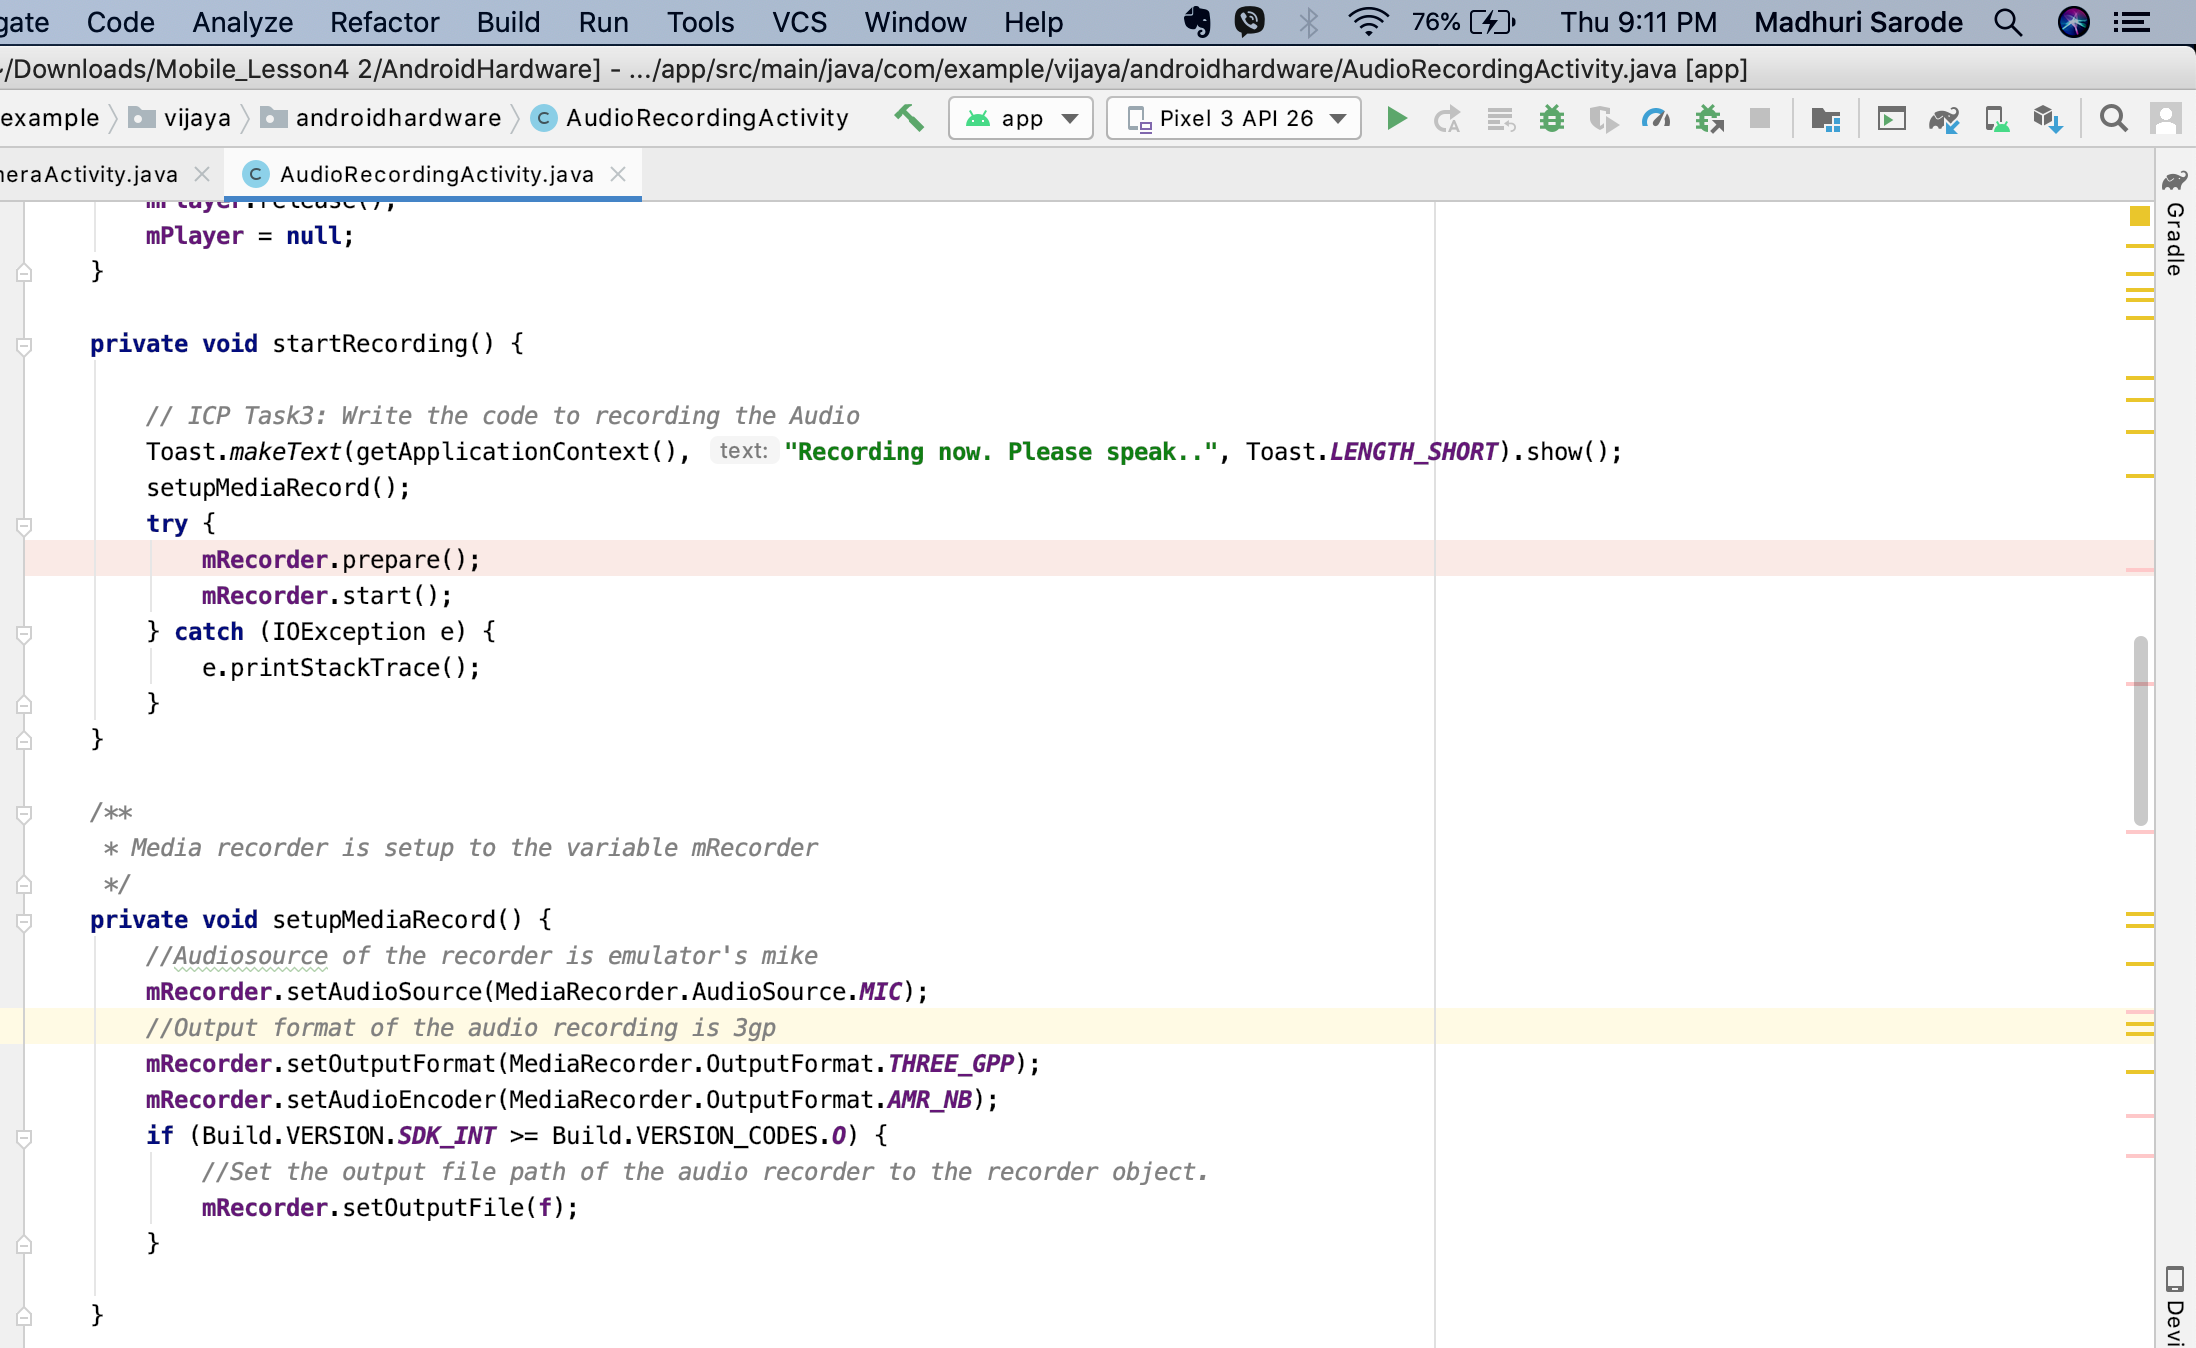 gate Code Analyze Refactor Build Run Tools VCS Window Help 76% Thu 9:11 PM Madhuri Sarode
/Downloads/Mobile_Lesson4 2/AndroidHardware] - .../app/src/main/java/com/example/vijaya/androidhardware/AudioRecordingActivity.java [app]
example vijaya androidhardware C AudioRecordingActivity app Pixel 3 API 26
neraActivity.java C AudioRecordingActivity.java
mPlayer.release();
mPlayer = null;
}
private void startRecording() {
// ICP Task3: Write the code to recording the Audio
Toast.makeText(getApplicationContext(), text: "Recording now. Please speak..", Toast.LENGTH_SHORT).show();
setupMediaRecord();
try {
mRecorder.prepare();
mRecorder.start();
} catch (IOException e) {
e.printStackTrace();
}
}
/**
* Media recorder is setup to the variable mRecorder
*/
private void setupMediaRecord() {
//Audiosource of the recorder is emulator's mike
mRecorder.setAudioSource(MediaRecorder.AudioSource.MIC);
//Output format of the audio recording is 3gp
mRecorder.setOutputFormat(MediaRecorder.OutputFormat.THREE_GPP);
mRecorder.setAudioEncoder(MediaRecorder.OutputFormat.AMR_NB);
if (Build.VERSION.SDK_INT >= Build.VERSION_CODES.O) {
//Set the output file path of the audio recorder to the recorder object.
mRecorder.setOutputFile(f);
}
}
Gradle
Devi